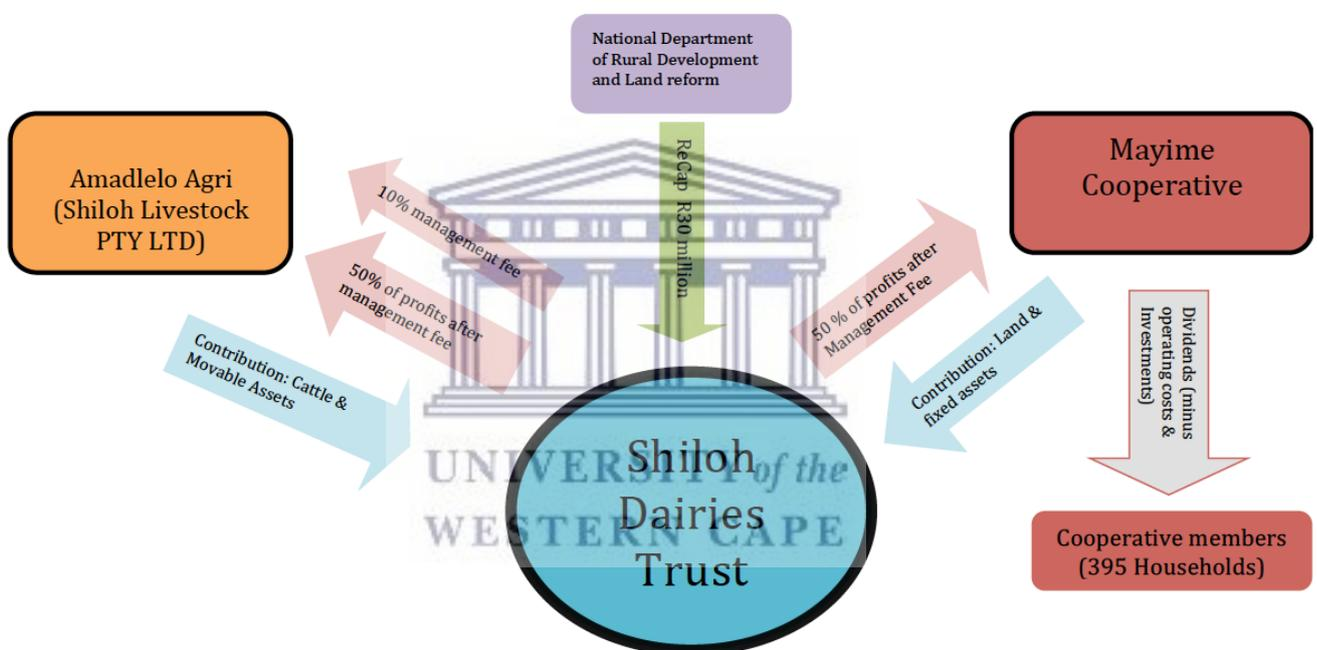 National Department
of Rural Development
and Land reform
Amadlelo Agri
(Shiloh Livestock
PTY LTD)
Mayime
Cooperative
10% management fee
ReCap R30 million
50% of profits after
management fee
50 % of profits after
Management Fee
Contribution: Cattle &
Movable Assets
Contribution: Land &
fixed assets
Dividends (minus
operating costs &
Investments)
Shiloh
Dairies
Trust
UNIVERSITY of the
WESTERN CAPE
Cooperative members
(395 Households)